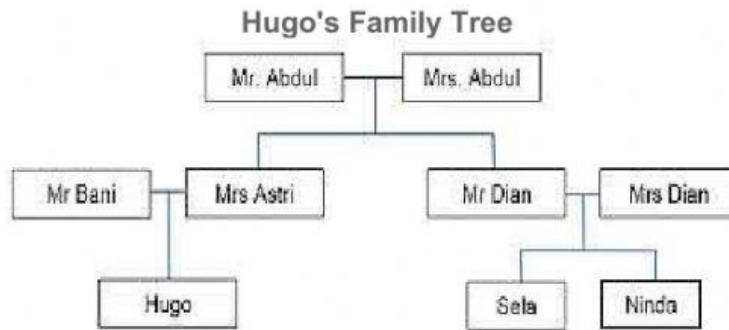 Hugo's Family Tree
Mr. Abdul
Mrs. Abdul
Mr Bani
Mrs Astri
Mr Dian
Mrs Dian
Hugo
Sela
Ninda